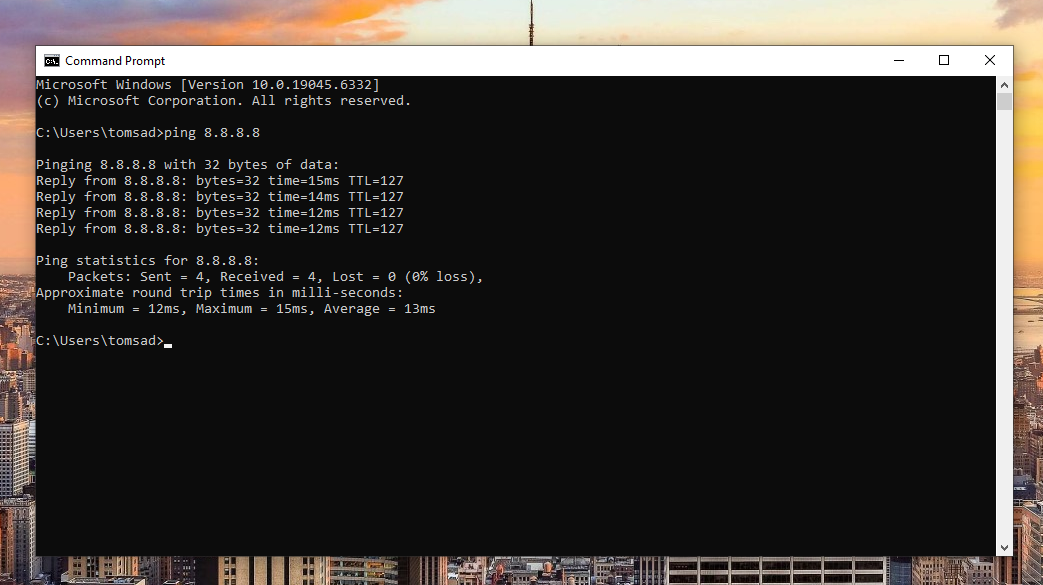 Command Prompt
Microsoft Windows [Version 10.0.19045.6332]
(c) Microsoft Corporation. All rights reserved.
C:\Users\tomsad>ping 8.8.8.8
Pinging 8.8.8.8 with 32 bytes of data:
Reply from 8.8.8.8: bytes=32 time=15ms TTL=127
Reply from 8.8.8.8: bytes=32 time=14ms TTL=127
Reply from 8.8.8.8: bytes=32 time=12ms TTL=127
Reply from 8.8.8.8: bytes=32 time=12ms TTL=127
Ping statistics for 8.8.8.8:
    Packets: Sent = 4, Received = 4, Lost = 0 (0% loss),
Approximate round trip times in milli-seconds:
    Minimum = 12ms, Maximum = 15ms, Average = 13ms
C:\Users\tomsad>